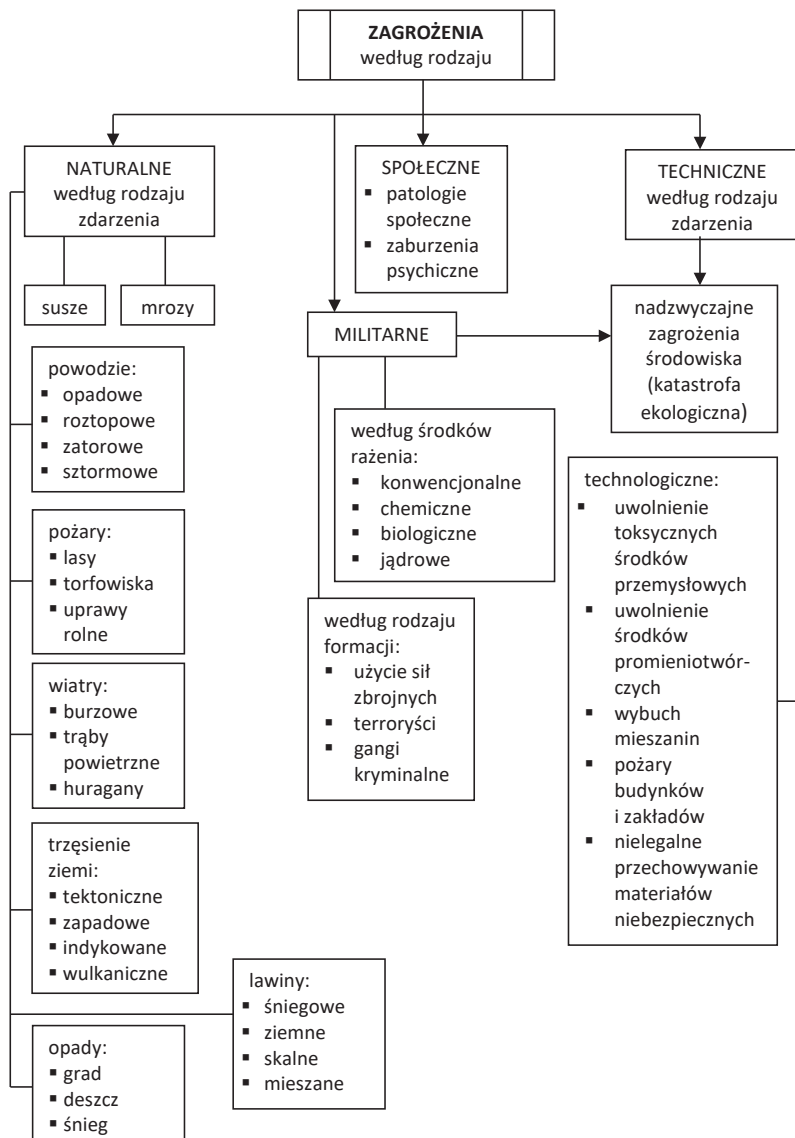 ZAGROŻENIA
według rodzaju
NATURALNE
według rodzaju
zdarzenia
SPOŁECZNE
▪ patologie
społeczne
▪ zaburzenia
psychiczne
TECHNICZNE
według rodzaju
zdarzenia
susze
mrozy
MILITARNE
nadzwyczajne
zagrożenia
środowiska
(katastrofa
ekologiczna)
powodzie:
▪ opadowe
▪ roztopowe
▪ zatorowe
▪ sztormowe
według środków
rażenia:
▪ konwencjonalne
▪ chemiczne
▪ biologiczne
▪ jądrowe
technologiczne:
▪ uwolnienie
toksycznych
środków
przemysłowych
▪ uwolnienie
środków
promieniotwór-
czych
▪ wybuch
mieszanin
▪ pożary
budynków
i zakładów
▪ nielegalne
przechowywanie
materiałów
niebezpiecznych
pożary:
▪ lasy
▪ torfowiska
▪ uprawy
rolne
według rodzaju
formacji:
▪ użycie sił
zbrojnych
▪ terroryści
▪ gangi
kryminalne
wiatry:
▪ burzowe
▪ trąby
powietrzne
▪ huragany
trzęsienie
ziemi:
▪ tektoniczne
▪ zapadowe
▪ indykowane
▪ wulkaniczne
lawiny:
▪ śniegowe
▪ ziemne
▪ skalne
▪ mieszane
opady:
▪ grad
▪ deszcz
▪ śnieg